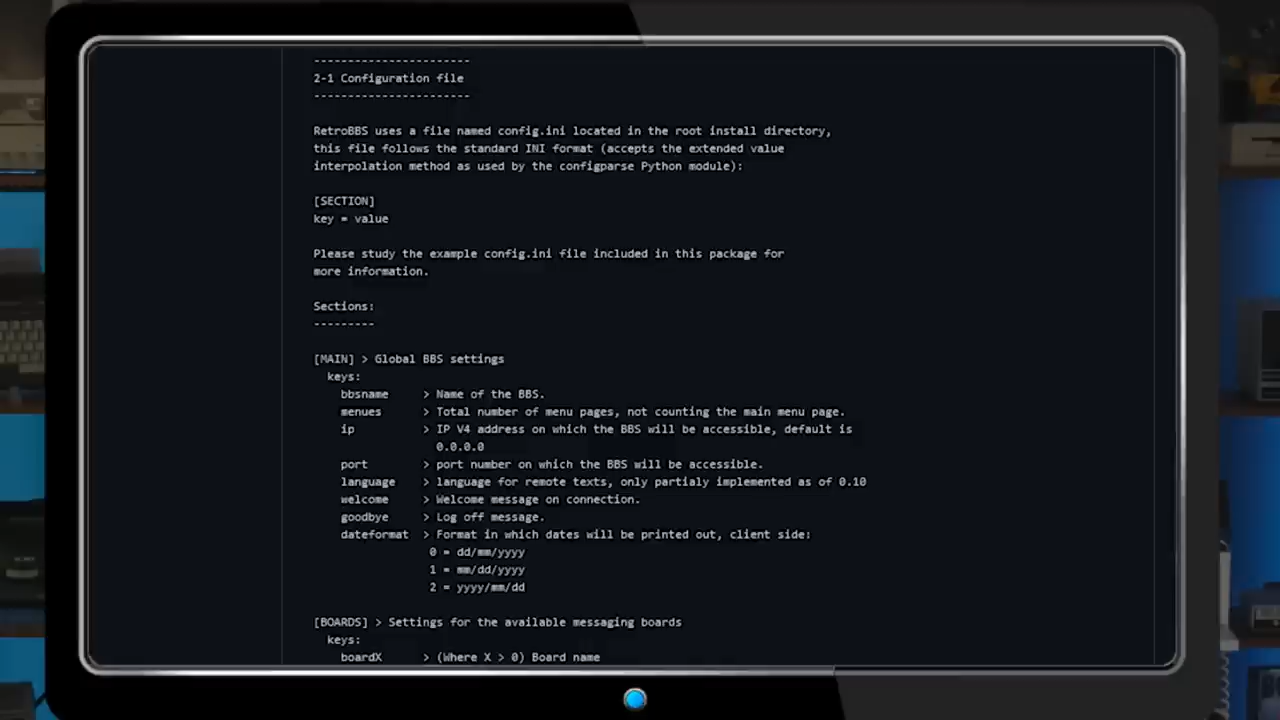 -----------------------
2-1 Configuration file
-----------------------
RetroBBS uses a file named config.ini located in the root install directory,
this file follows the standard INI format (accepts the extended value
interpolation method as used by the configparse Python module):
[SECTION]
key = value
Please study the example config.ini file included in this package for
more information.
Sections:
---------
[MAIN] > Global BBS settings
keys:
bbsname > Name of the BBS.
menues > Total number of menu pages, not counting the main menu page.
ip > IP V4 address on which the BBS will be accessible, default is
0.0.0.0
port > port number on which the BBS will be accessible.
language > language for remote texts, only partialy implemented as of 0.10
welcome > Welcome message on connection.
goodbye > Log off message.
dateformat > Format in which dates will be printed out, client side:
0 = dd/mm/yyyy
1 = mm/dd/yyyy
2 = yyyy/mm/dd
[BOARDS] > Settings for the available messaging boards
keys:
boardX > (Where X > 0) Board name